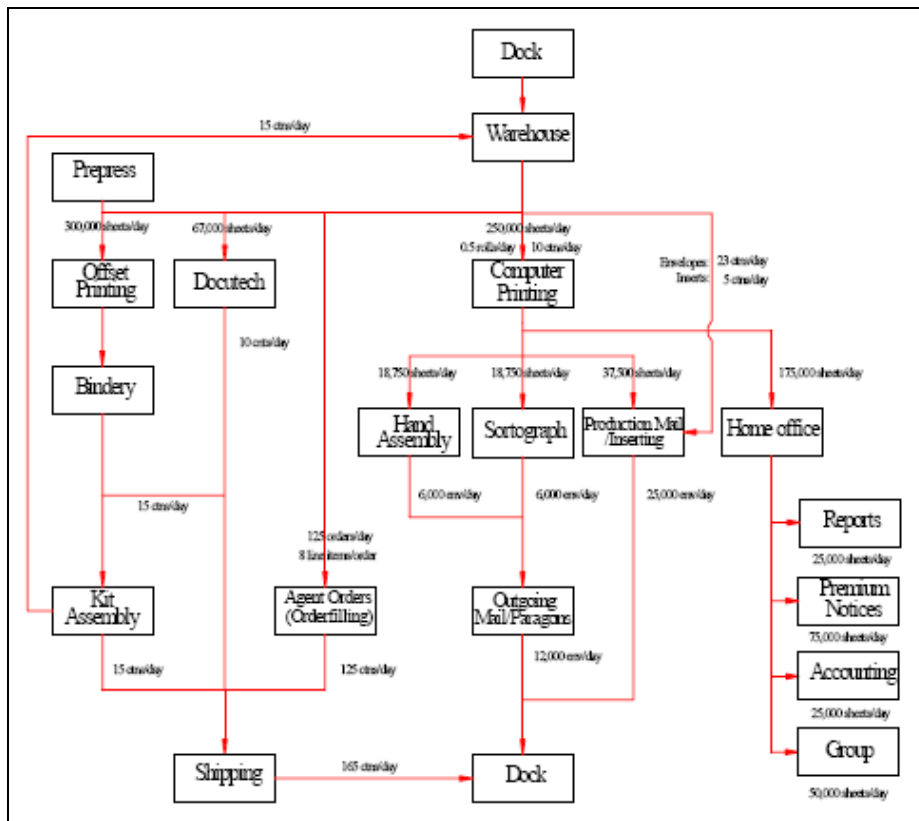 Dock
15 ctns/day
Warehouse
Prepress
300,000 sheets/day
67,000 sheets/day
250,000 sheets/day
0.5 rolls/day
10 ctns/day
Envelopes:
23 ctns/day
Inserts:
5 ctns/day
Offset
Printing
Docutech
Computer
Printing
10 cnts/day
18,750 sheets/day
18,750 sheets/day
37,500 sheets/day
175,000 sheets/day
Bindery
Hand
Assembly
Sortograph
Production Mail
/Inserting
Home office
15 ctns/day
6,000 env/day
6,000 env/day
25,000 env/day
Reports
25,000 sheets/day
125 orders/day
8 line items/order
Kit
Assembly
Agent Orders
(Orderfilling)
Outgoing
Mail/Paragons
Premium
Notices
75,000 sheets/day
15 ctns/day
125 ctns/day
12,000 env/day
Accounting
25,000 sheets/day
Shipping
165 ctns/day
Dock
Group
50,000 sheets/day